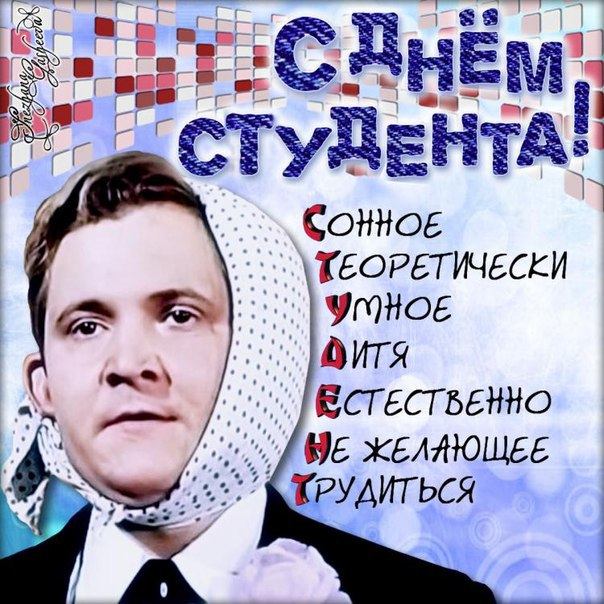 С ДНЁМ
СТУДЕНТА!
СОННОЕ
ТЕОРЕТИЧЕСКИ
УМНОЕ
ДИТЯ
ЕСТЕСТВЕННО
НЕ ЖЕЛАЮЩЕЕ
ТРУДИТЬСЯ